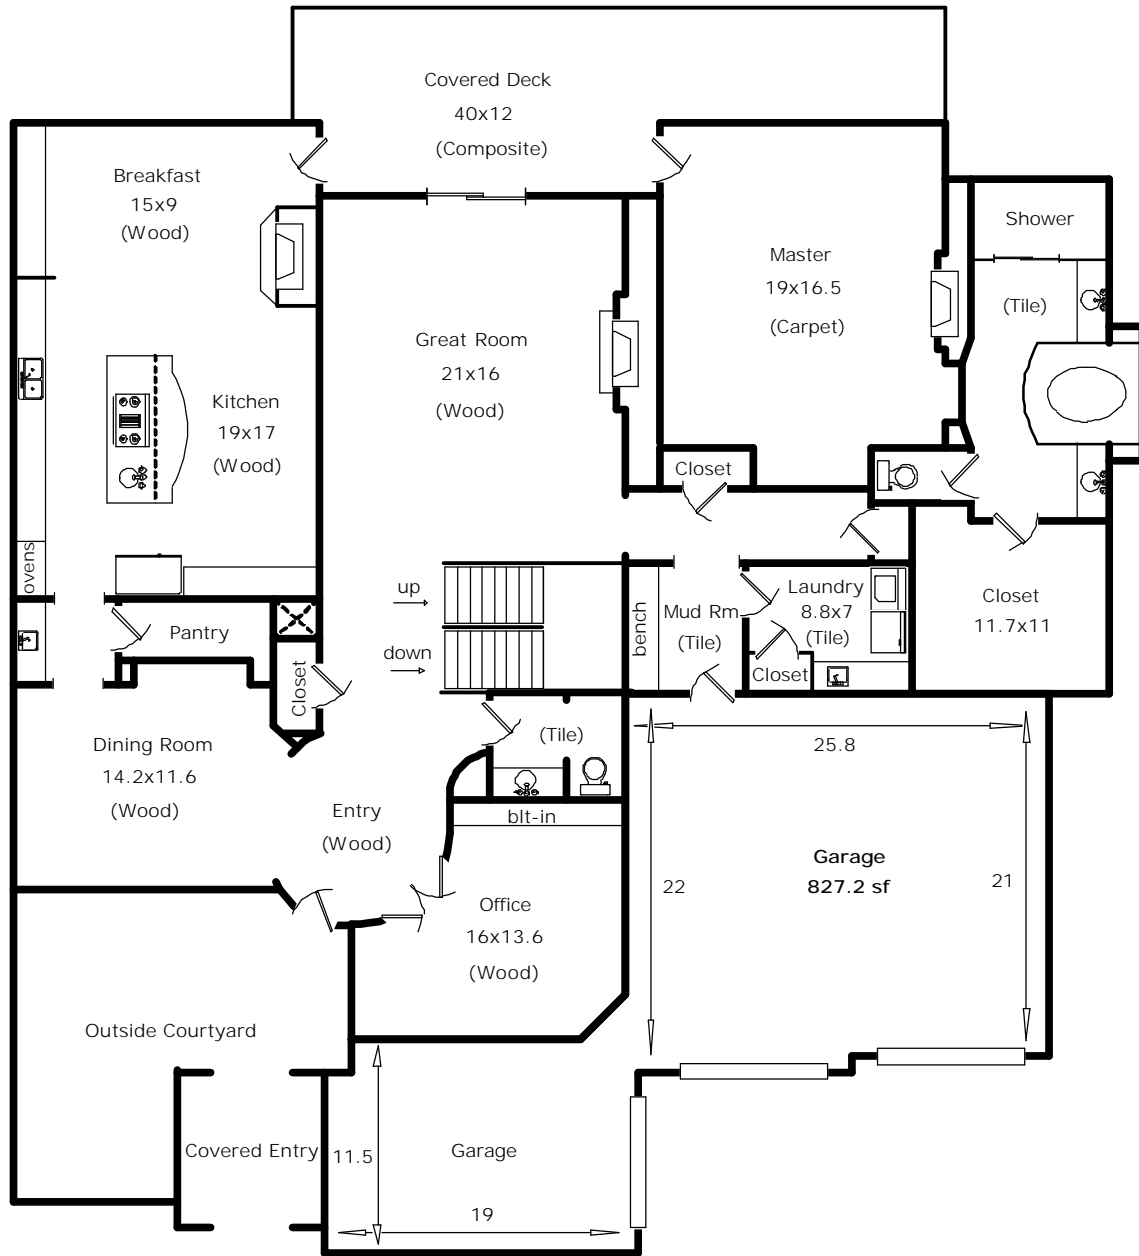 Covered Deck
40x12
(Composite)
Breakfast
15x9
(Wood)
Shower
Master
19x16.5
(Carpet)
(Tile)
Great Room
21x16
(Wood)
Kitchen
19x17
(Wood)
Closet
ovens
up
down
Pantry
Closet
bench
Mud Rm
(Tile)
Laundry
8.8x7
(Tile)
Closet
Closet
11.7x11
Dining Room
14.2x11.6
(Wood)
(Tile)
25.8
Entry
(Wood)
blt-in
Garage
827.2 sf
22
21
Office
16x13.6
(Wood)
Outside Courtyard
Covered Entry
11.5
Garage
19